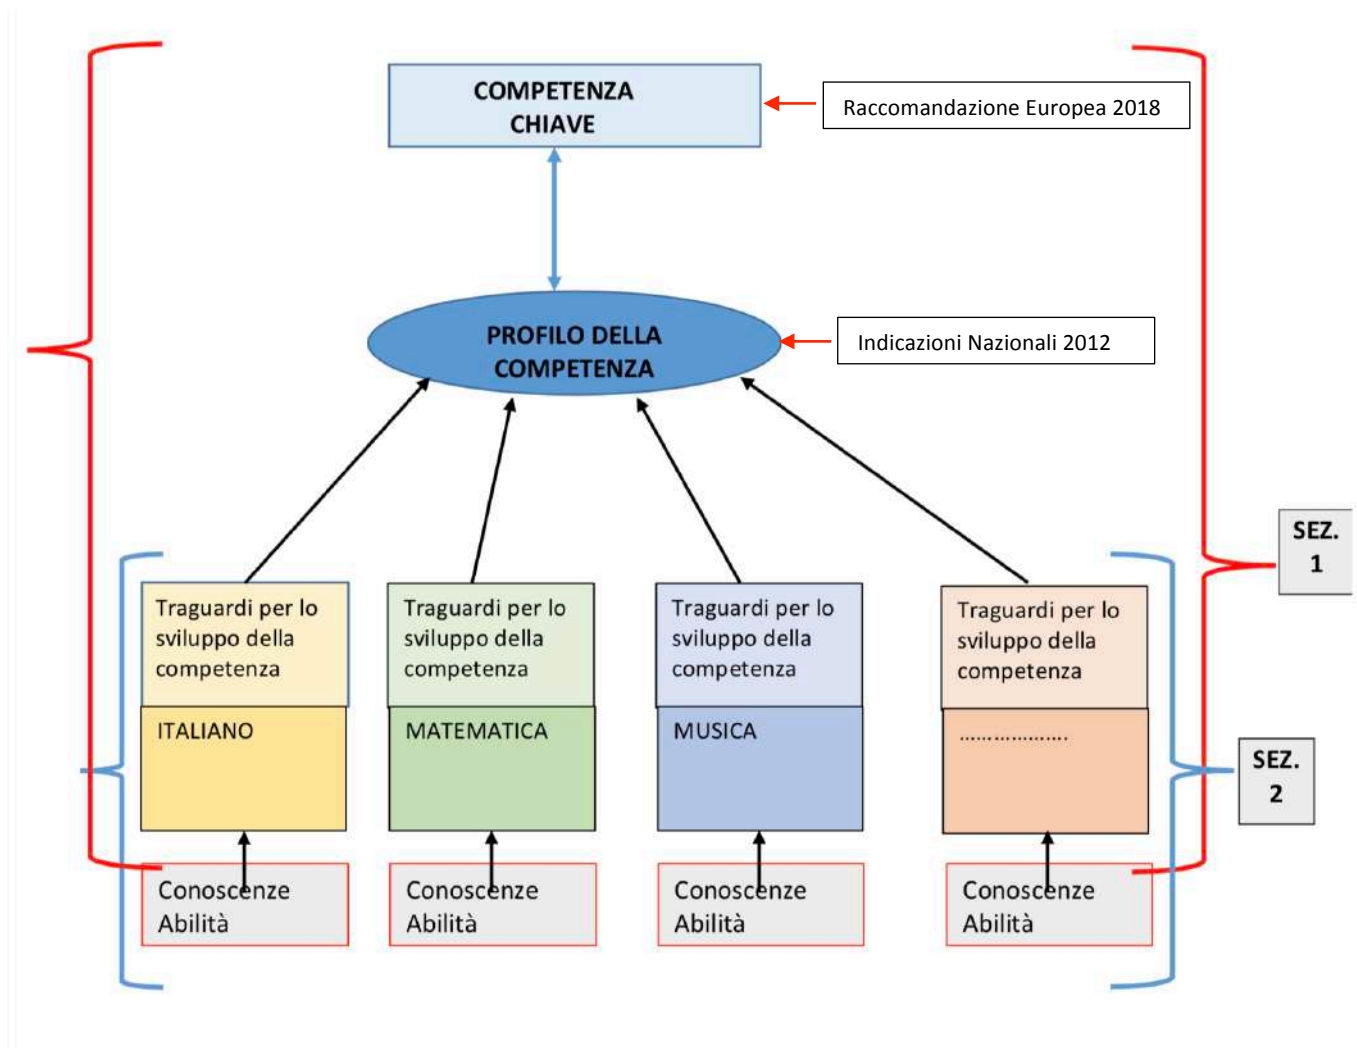 COMPETENZA
CHIAVE
Raccomandazione Europea 2018
PROFILO DELLA
COMPETENZA
Indicazioni Nazionali 2012
SEZ.
1
Traguardi per lo
sviluppo della
competenza
Traguardi per lo
sviluppo della
competenza
Traguardi per lo
sviluppo della
competenza
Traguardi per lo
sviluppo della
competenza
ITALIANO
MATEMATICA
MUSICA
...................
SEZ.
2
Conoscenze
Abilità
Conoscenze
Abilità
Conoscenze
Abilità
Conoscenze
Abilità